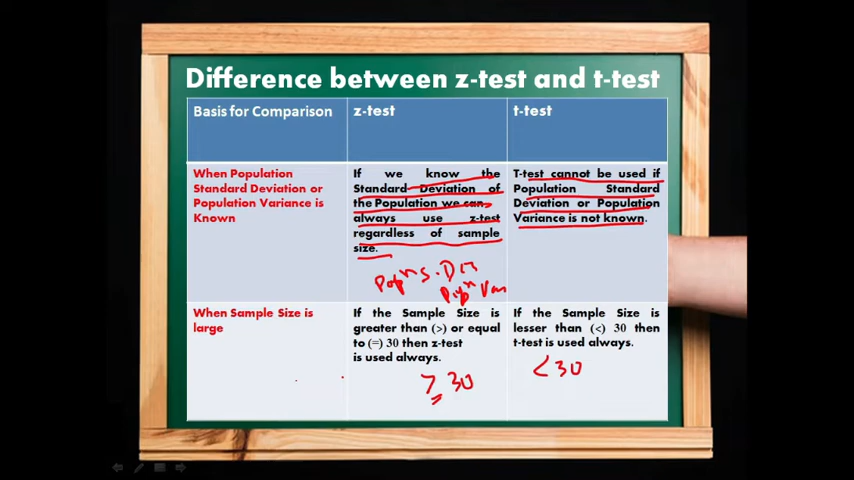 Difference between z-test and t-test
Basis for Comparison
z-test
t-test
When Population
Standard Deviation or
Population Variance is
Known
If we know the
Standard Deviation of
the Population we can
always use z-test
regardless of sample
size.
T-test cannot be used if
Population Standard
Deviation or Population
Variance is not known.
Popⁿ S.D
Popⁿ Var
When Sample Size is
large
If the Sample Size is
greater than (>) or equal
to (=) 30 then z-test
is used always.
If the Sample Size is
lesser than (<) 30 then
t-test is used always.
≥ 30
< 30